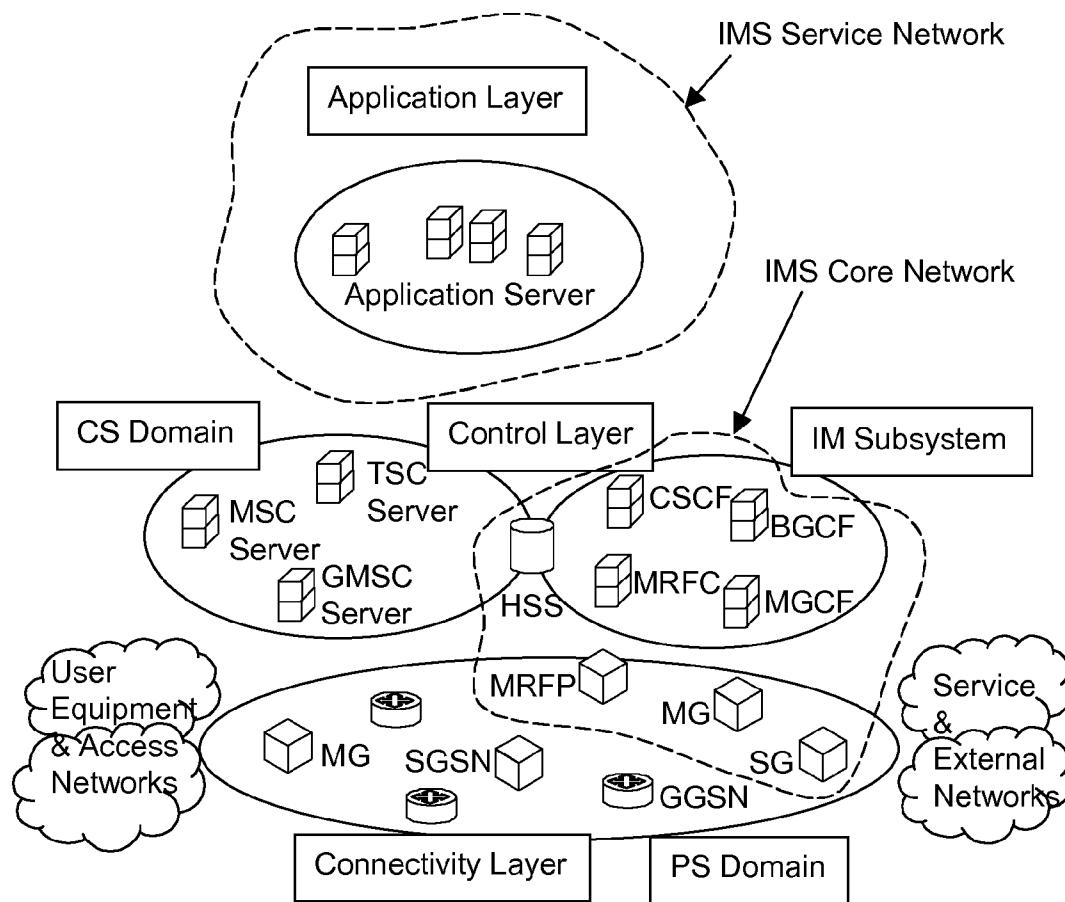 IMS Service Network
Application Layer
Application Server
IMS Core Network
CS Domain
Control Layer
IM Subsystem
TSC
Server
MSC
Server
GMSC
Server
HSS
CSCF
BGCF
MRFC
MGCF
User
Equipment
& Access
Networks
MRFP
MG
MG
SGSN
SG
GGSN
Service
&
External
Networks
Connectivity Layer
PS Domain